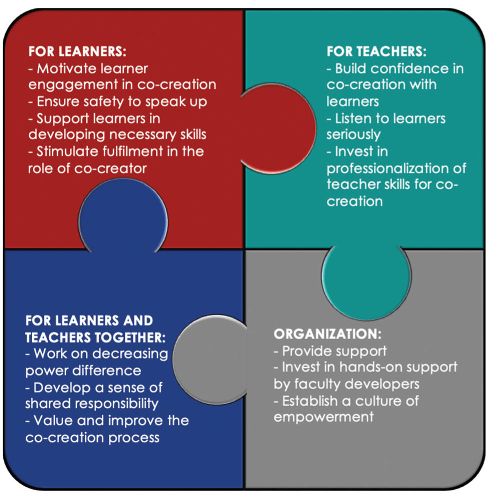 FOR LEARNERS:
- Motivate learner
engagement in co-creation
- Ensure safety to speak up
- Support learners in
developing necessary skills
- Stimulate fulfilment in the
role of co-creator
FOR TEACHERS:
- Build confidence in
co-creation with
learners
- Listen to learners
seriously
- Invest in
professionalization of
teacher skills for co-
creation
FOR LEARNERS AND
TEACHERS TOGETHER:
- Work on decreasing
power difference
- Develop a sense of
shared responsibility
- Value and improve the
co-creation process
ORGANIZATION:
- Provide support
- Invest in hands-on support
by faculty developers
- Establish a culture of
empowerment